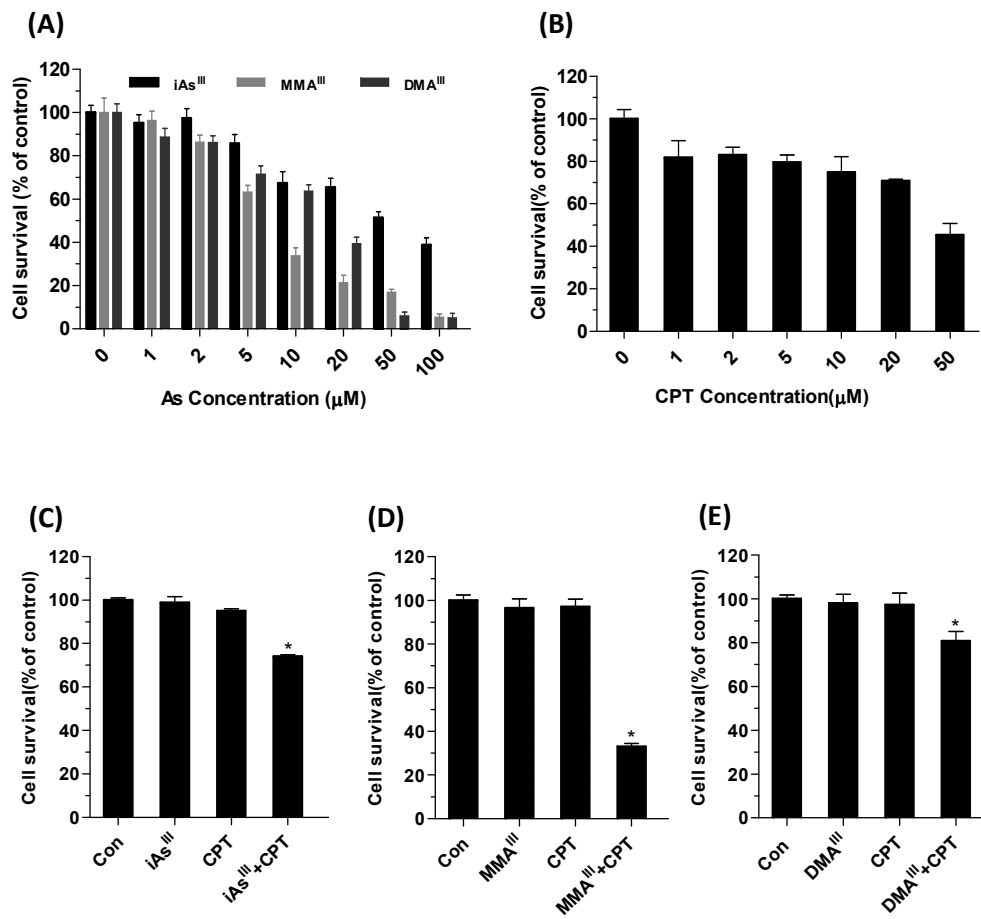 (A)
Cell survival (% of control)
120
100
80
60
40
20
0
iAsᴵᴵᴵ MMAᴵᴵᴵ DMAᴵᴵᴵ
0 1 2 5 10 20 50 100
As Concentration (μM)
(B)
Cell survival(% of control)
120
100
80
60
40
20
0
0 1 2 5 10 20 50
CPT Concentration(μM)
(C)
Cell survival(%of control)
120
100
80
60
40
20
0
Con iAsᴵᴵᴵ CPT iAsᴵᴵᴵ+CPT
*
(D)
Cell survival(%of control)
120
100
80
60
40
20
0
Con MMAᴵᴵᴵ CPT MMAᴵᴵᴵ+CPT
*
(E)
Cell survival(%of control)
120
100
80
60
40
20
0
Con DMAᴵᴵᴵ CPT DMAᴵᴵᴵ+CPT
*